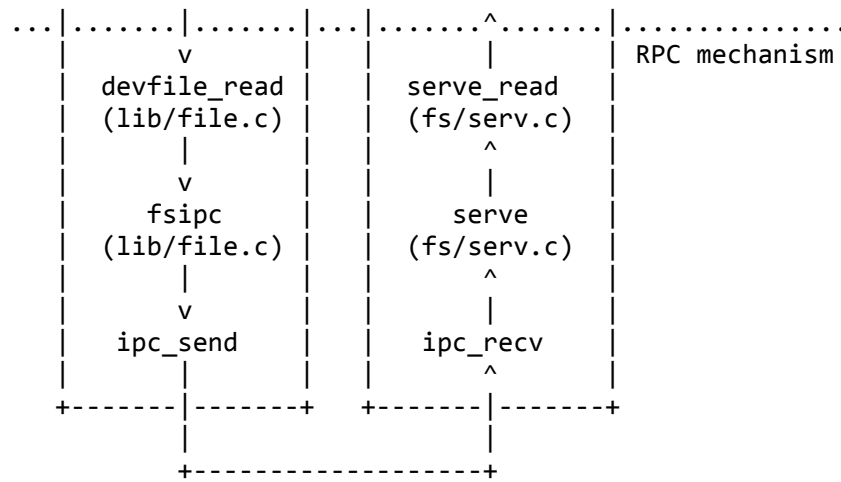 ...|.......|.......|...|.......^.......|...............
   |       v       |   |       |       | RPC mechanism
   |  devfile_read |   |  serve_read   |
   |  (lib/file.c) |   |  (fs/serv.c)  |
   |       |       |   |       ^       |
   |       v       |   |       |       |
   |     fsipc     |   |     serve     |
   |  (lib/file.c) |   |  (fs/serv.c)  |
   |       |       |   |       ^       |
   |       v       |   |       |       |
   |   ipc_send    |   |   ipc_recv    |
   |       |       |   |       ^       |
   +-------|-------+   +-------|-------+
           |                   |
           +-------------------+